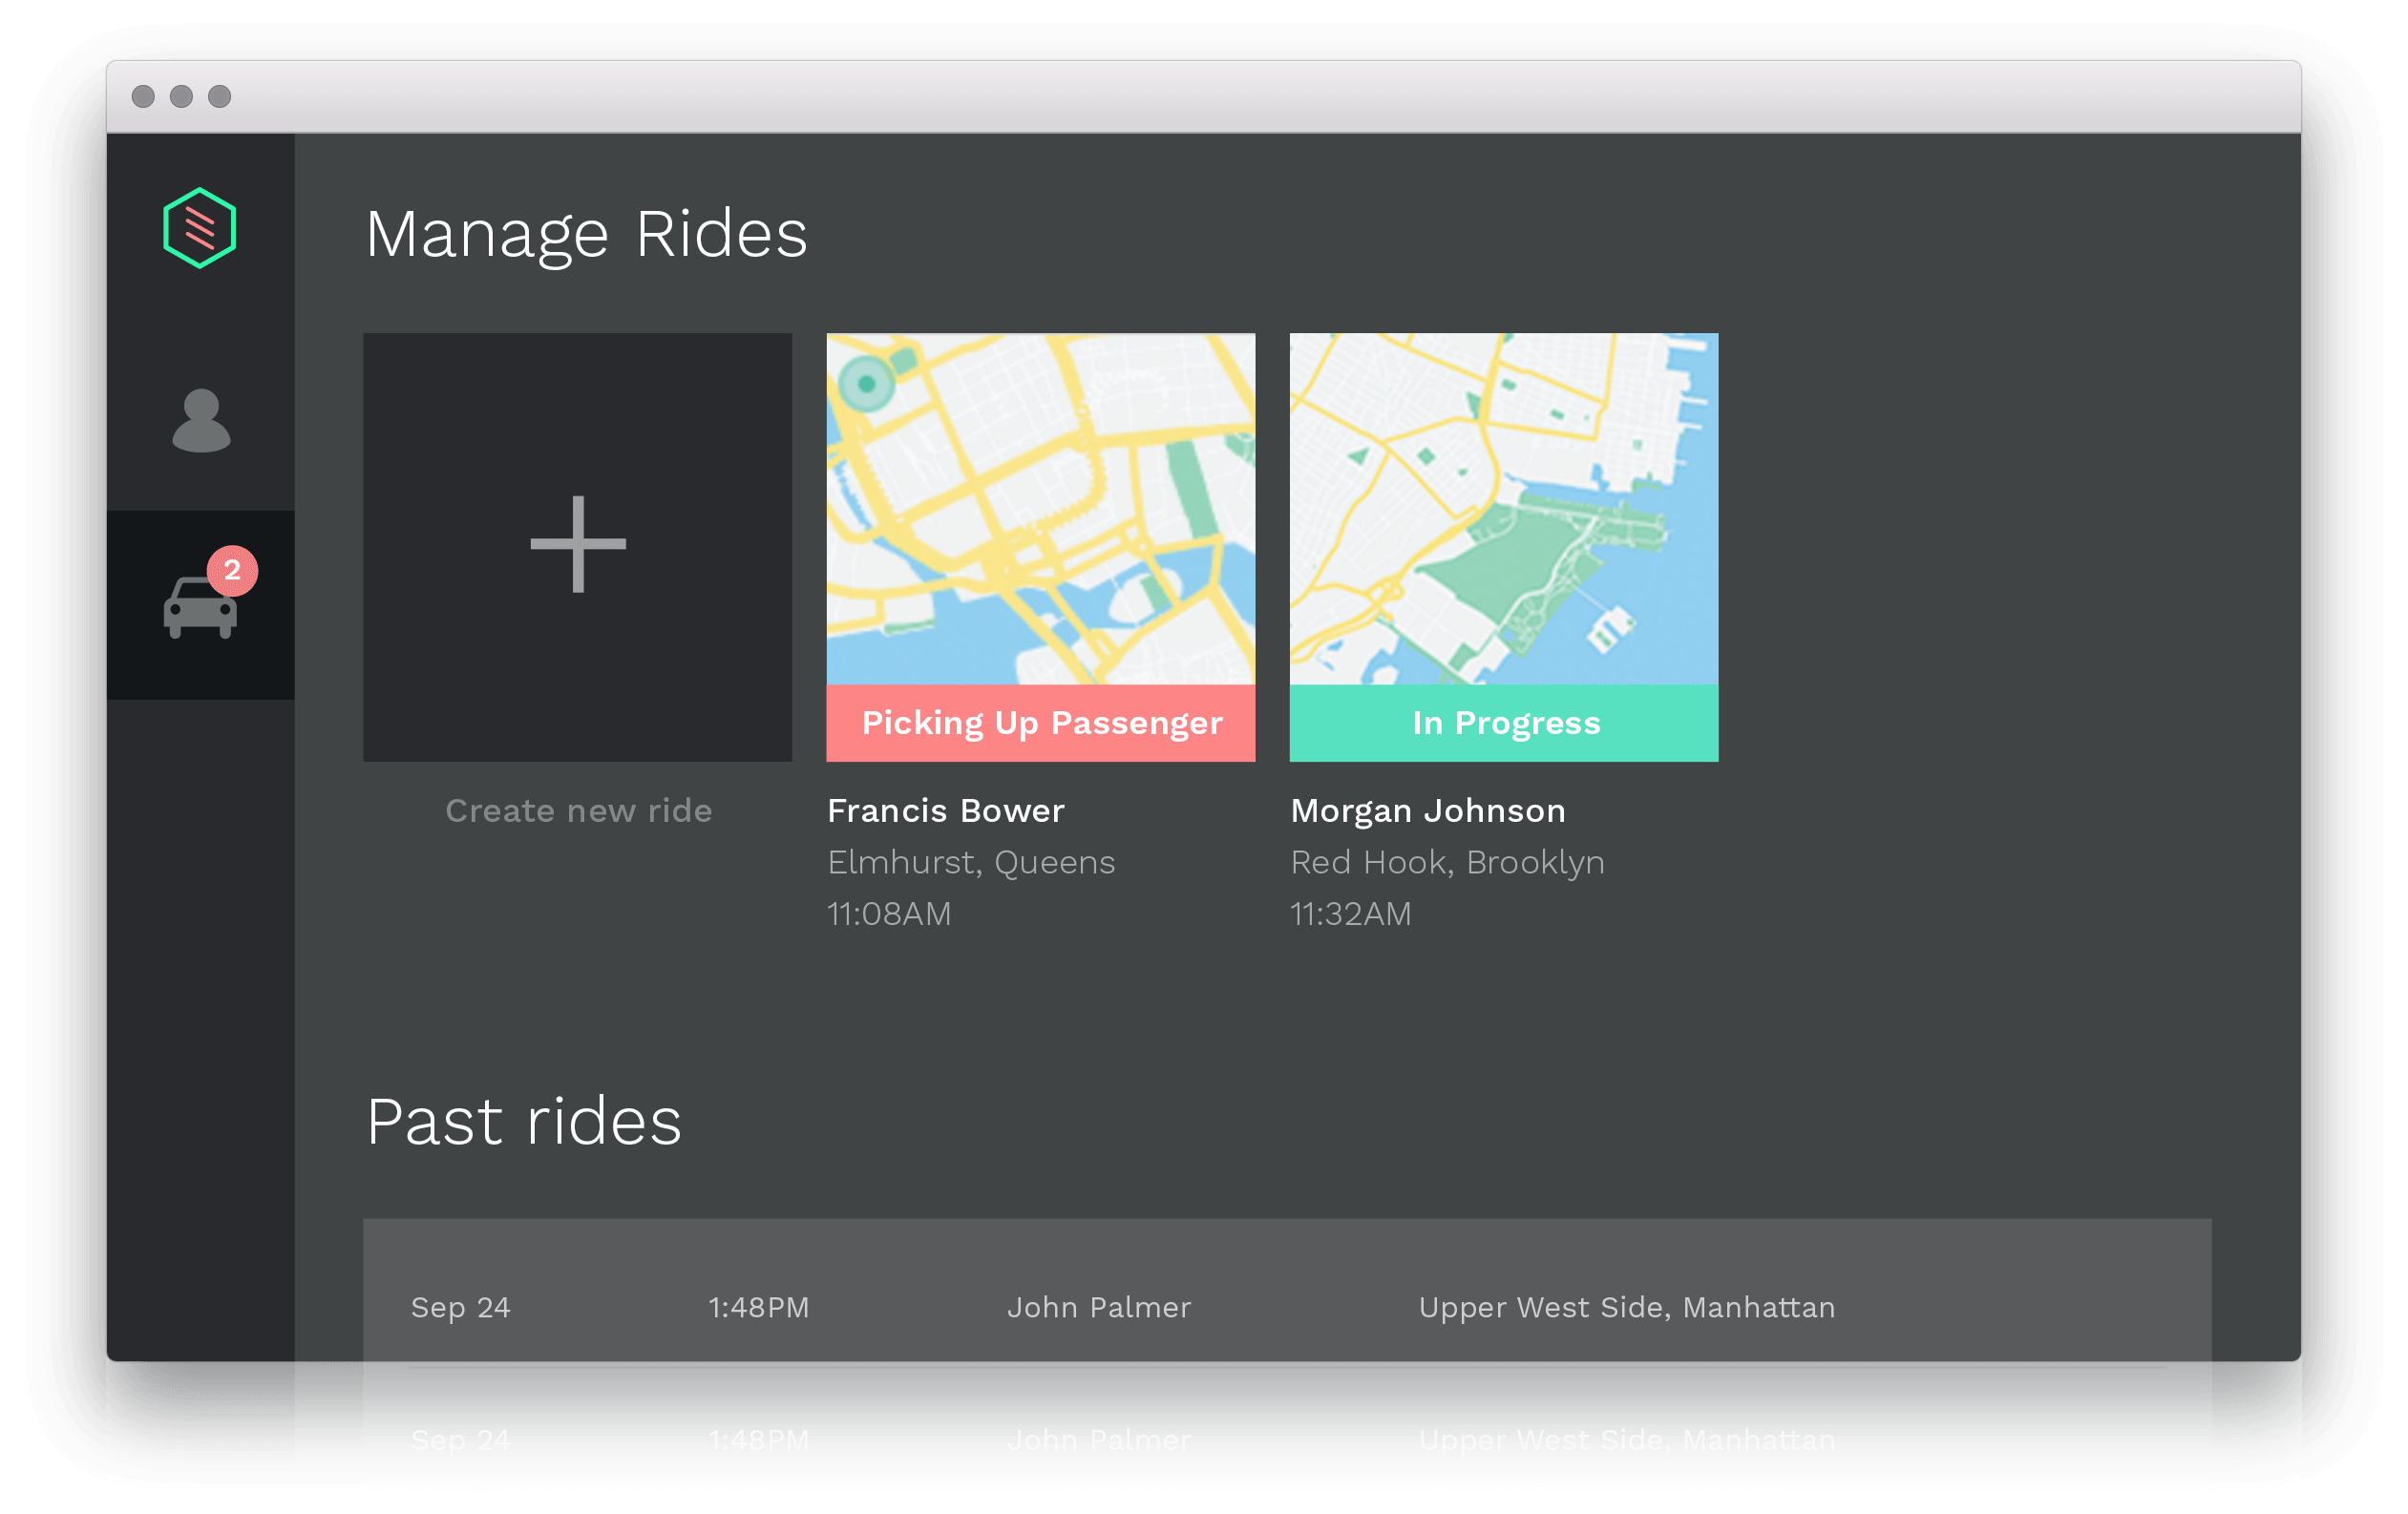 Manage Rides
2
Picking Up Passenger
In Progress
Create new ride
Francis Bower
Morgan Johnson
Elmhurst, Queens
Red Hook, Brooklyn
11:08AM
11:32AM
Past rides
Sep 24 1:48PM John Palmer Upper West Side, Manhattan
Sep 24 1:48PM John Palmer Upper West Side, Manhattan